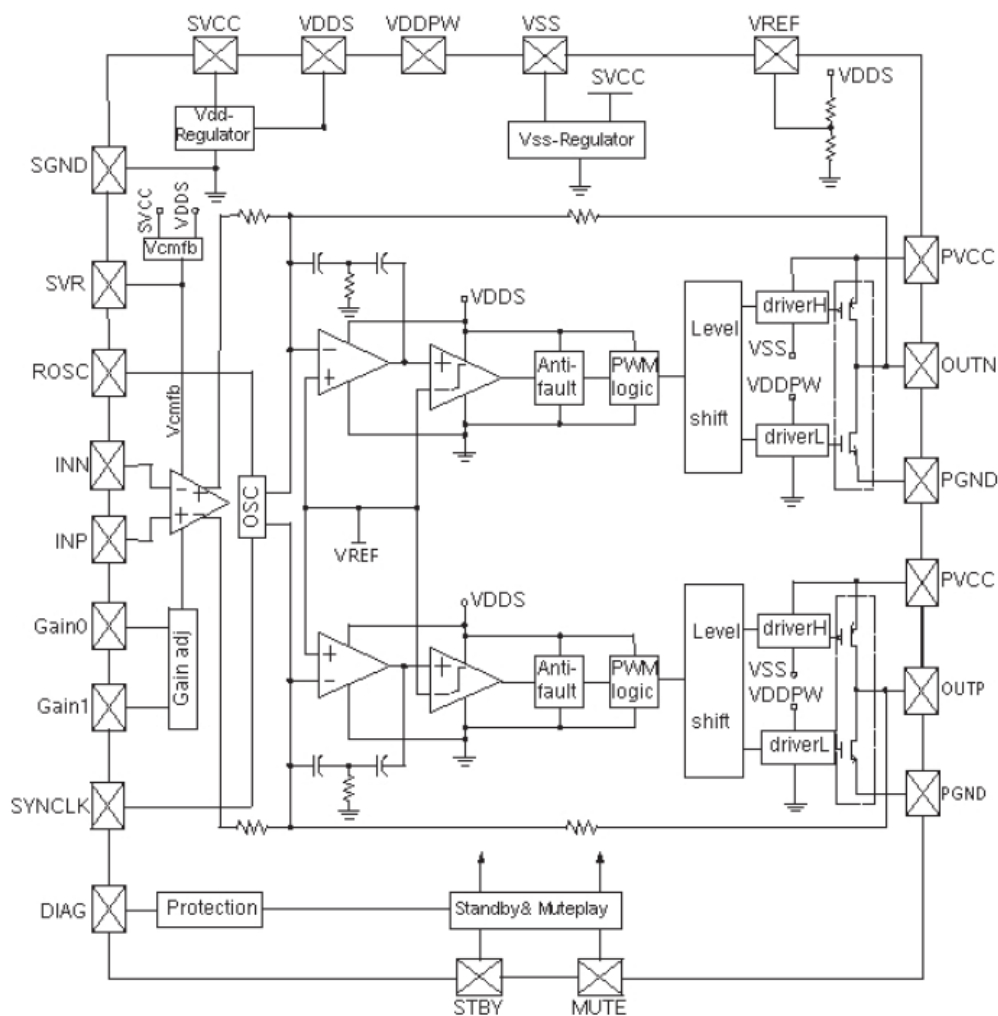 SVCC
VDDS
VDDPW
VSS
VREF
SVCC
VDDS
Vdd-
Regulator
Vss-Regulator
SGND
SVCC
VDDS
Vcmfb
SVR
PVCC
VDDS
driverH
Level
shift
VSS
ROSC
Anti-
fault
PWM
logic
OUTN
VDDPW
Vcmfb
driverL
INN
PGND
OSC
INP
VREF
PVCC
VDDS
Gain0
Level
shift
driverH
Gain adj
Anti-
fault
PWM
logic
VSS
OUTP
VDDPW
Gain1
driverL
SYNCLK
PGND
DIAG
Protection
Standby& Muteplay
STBY
MUTE